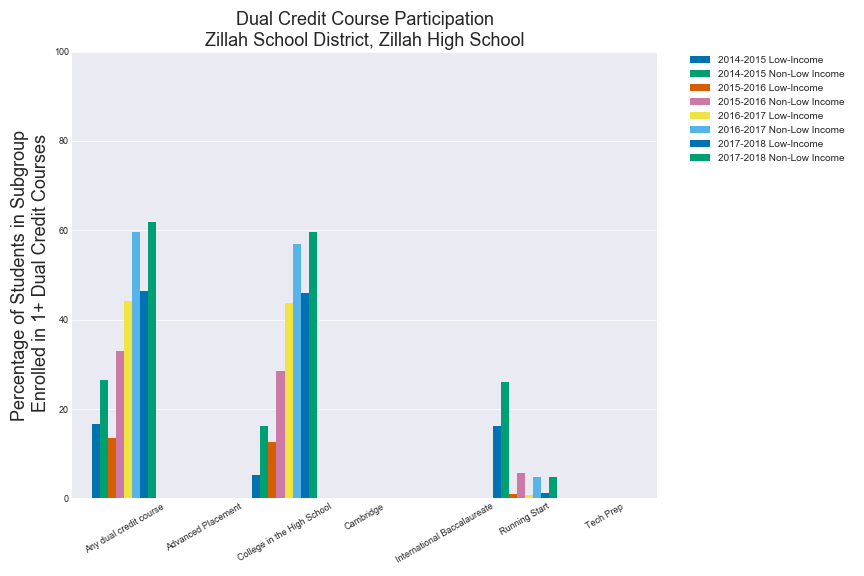 Dual Credit Course Participation
Zillah School District, Zillah High School
Percentage of Students in Subgroup
Enrolled in 1+ Dual Credit Courses
100
80
60
40
20
0
Any dual credit course
Advanced Placement
College in the High School
Cambridge
International Baccalaureate
Running Start
Tech Prep
2014-2015 Low-Income
2014-2015 Non-Low Income
2015-2016 Low-Income
2015-2016 Non-Low Income
2016-2017 Low-Income
2016-2017 Non-Low Income
2017-2018 Low-Income
2017-2018 Non-Low Income